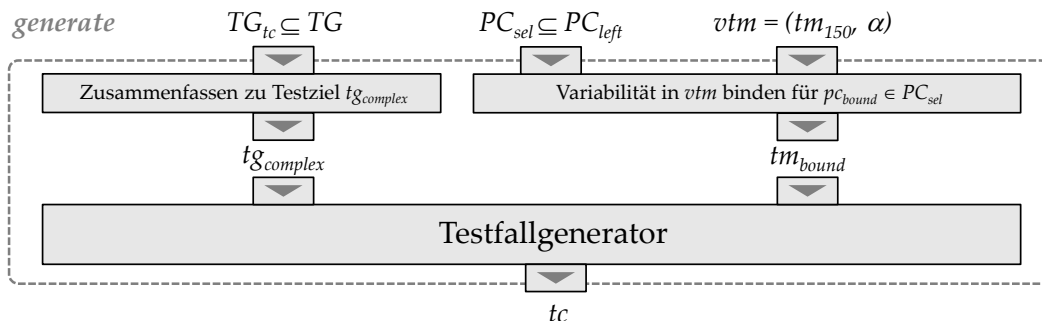 generate TG_tc ⊆ TG PC_sel ⊆ PC_left vtm = (tm_150, α)
Zusammenfassen zu Testziel tg_complex Variabilität in vtm binden für pc_bound ∈ PC_sel
tg_complex tm_bound
Testfallgenerator
tc